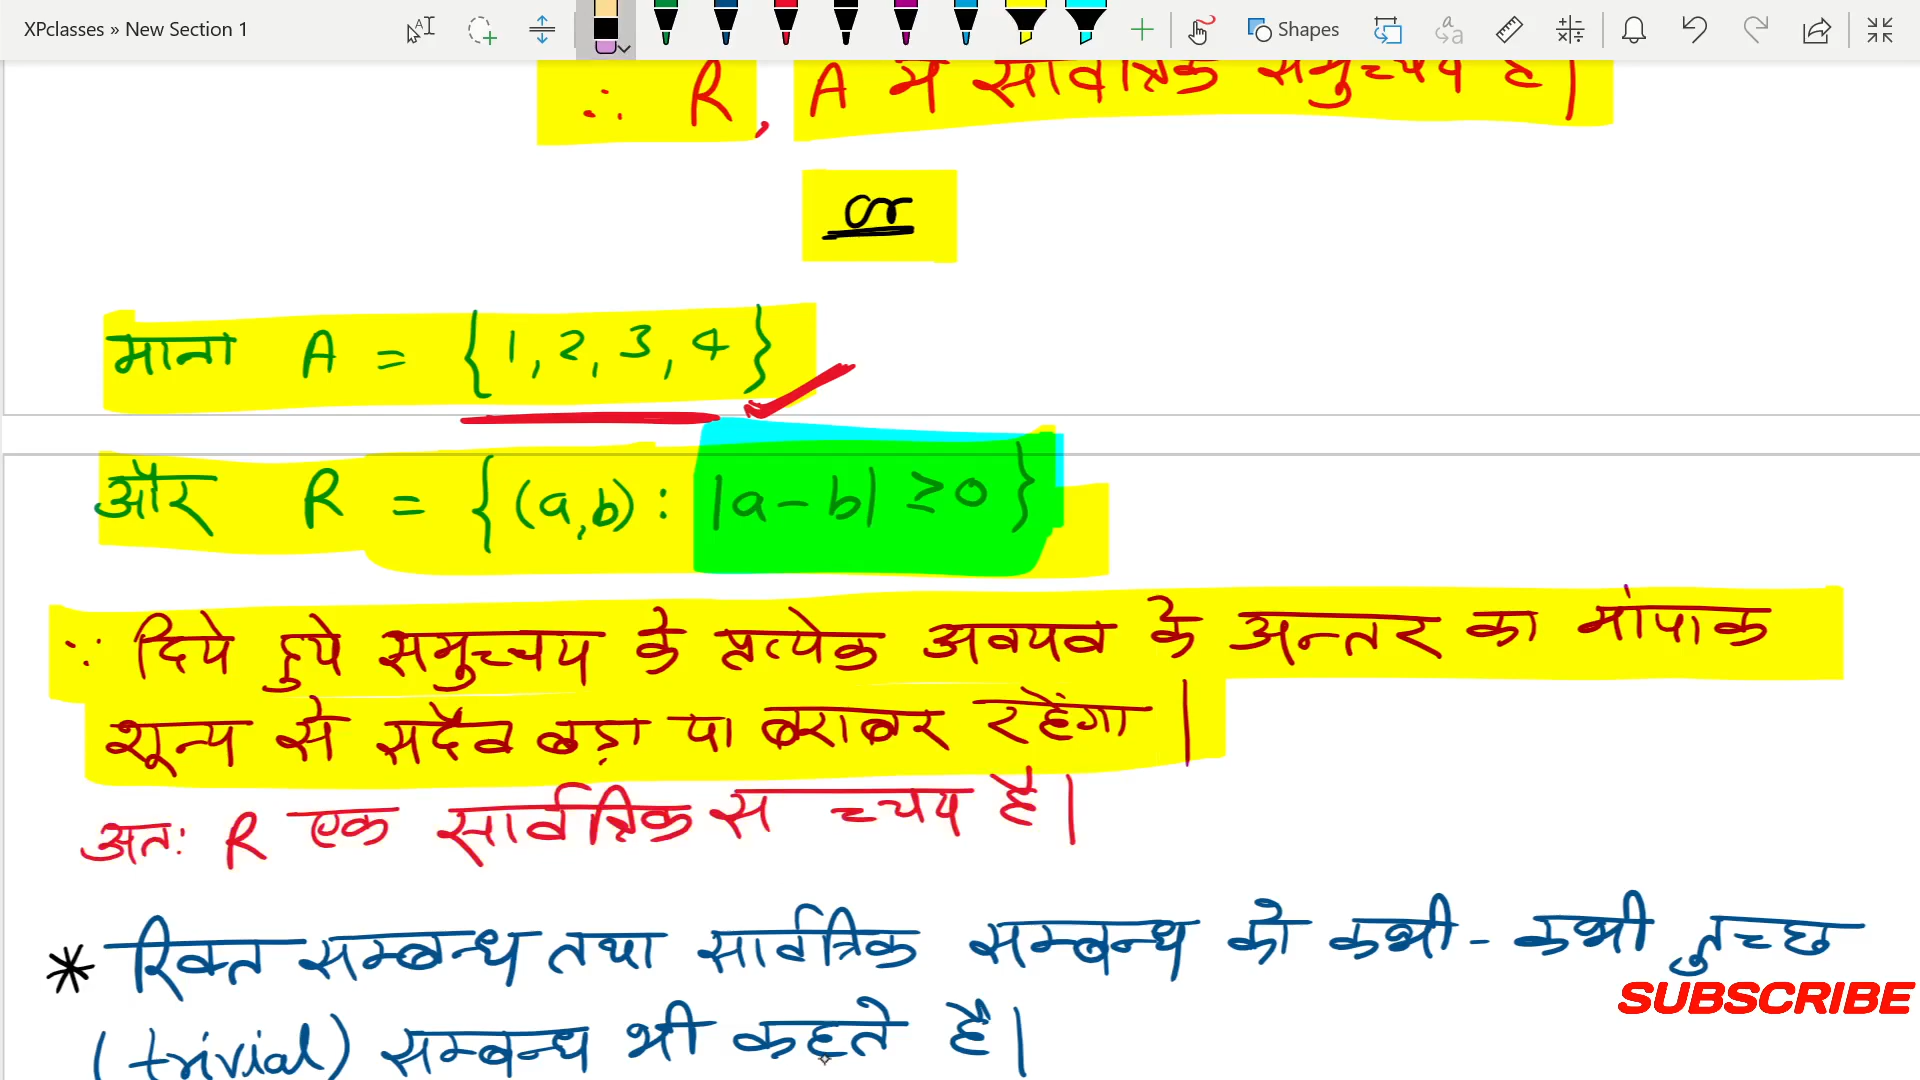 XPclasses » New Section 1
Shapes
∴ R, A में सार्वत्रिक समुच्चय है।
or
माना A = {1, 2, 3, 4}
और R = {(a,b) : |a-b| ≥0}
∵ दिये हुये समुच्चय के प्रत्येक अवयव के अन्तर का मांपाक
शून्य से सदैव बड़ा या बराबर रहेंगा।
अतः R एक सार्वत्रिक स च्चय है।
* रिक्त सम्बन्ध तथा सार्वत्रिक सम्बन्ध को कभी-कभी तुच्छ
SUBSCRIBE
(trivial) सम्बन्ध भी कहते है।